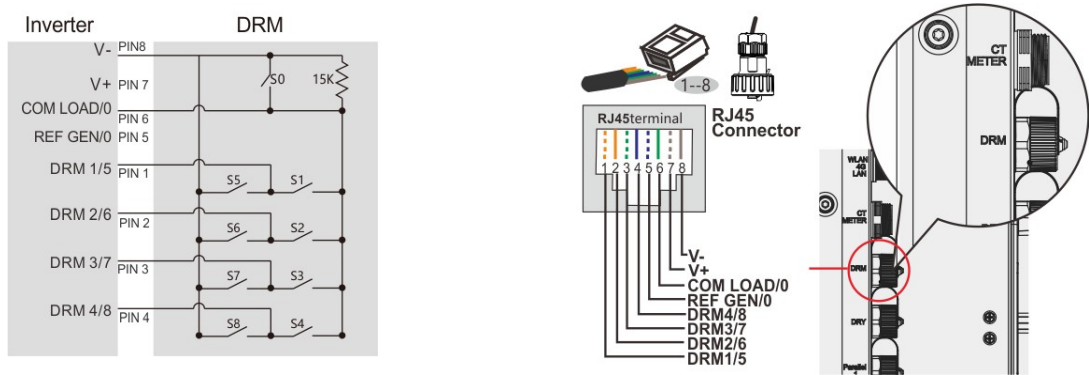 Inverter
DRM
V- PIN8
V+ PIN 7
COM LOAD/0
PIN 6
REF GEN/0 PIN 5
DRM 1/5
PIN 1
DRM 2/6
PIN 2
DRM 3/7
PIN 3
DRM 4/8
PIN 4
S0
15K
S5 S1
S6 S2
S7 S3
S8 S4
1--8
RJ45terminal
RJ45
Connector
1 2 3 4 5 6 7 8
V-
V+
COM LOAD/0
REF GEN/0
DRM4/8
DRM3/7
DRM2/6
DRM1/5
WLAN
4G
LAN
CT
METER
DRM
DRY
Parallel
CT
METER
DRM